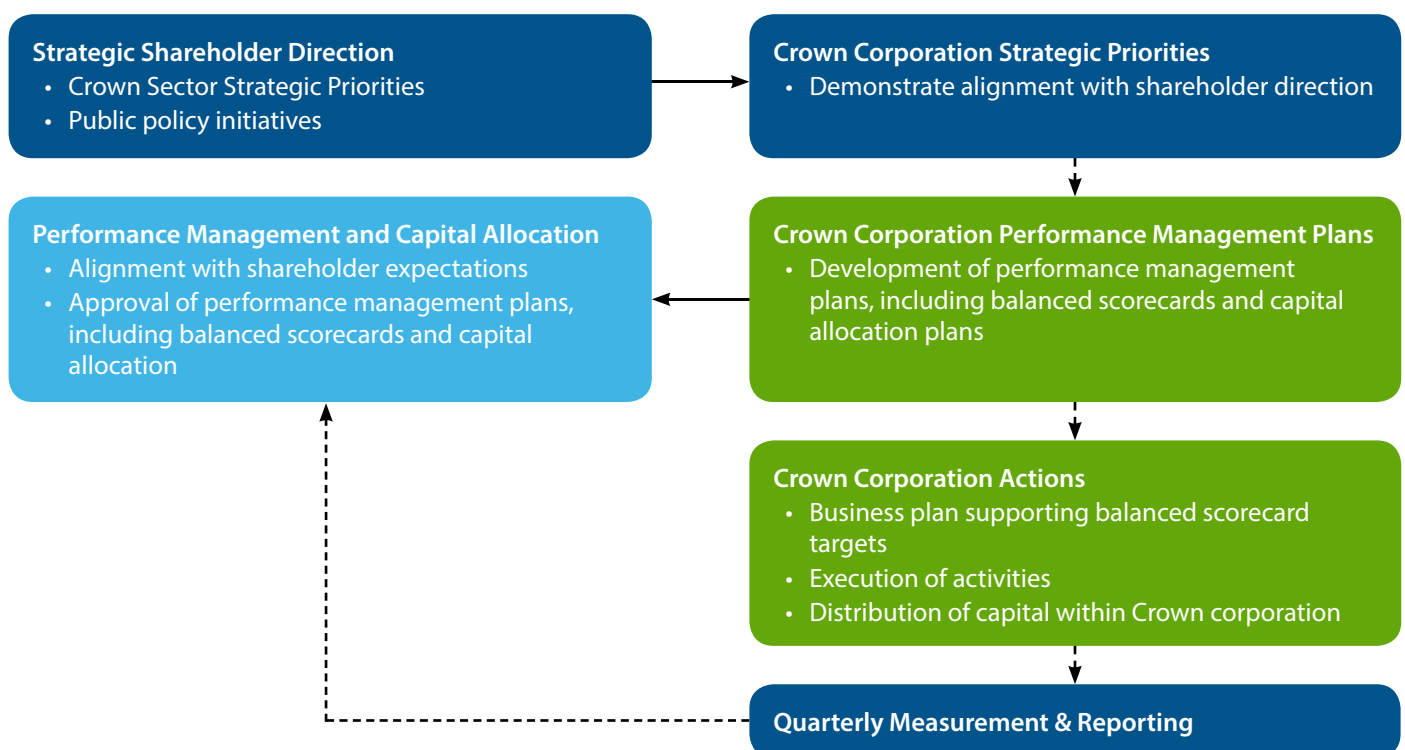 Strategic Shareholder Direction
• Crown Sector Strategic Priorities
• Public policy initiatives
Crown Corporation Strategic Priorities
• Demonstrate alignment with shareholder direction
Performance Management and Capital Allocation
• Alignment with shareholder expectations
• Approval of performance management plans,
including balanced scorecards and capital
allocation
Crown Corporation Performance Management Plans
• Development of performance management
plans, including balanced scorecards and capital
allocation plans
Crown Corporation Actions
• Business plan supporting balanced scorecard
targets
• Execution of activities
• Distribution of capital within Crown corporation
Quarterly Measurement & Reporting